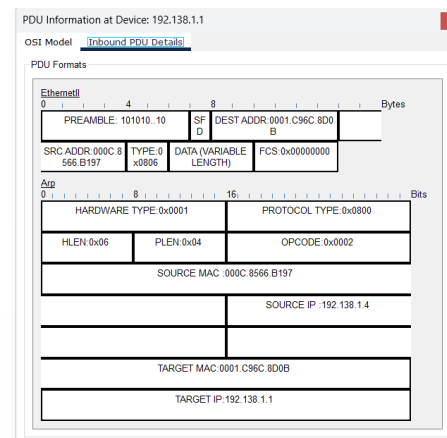 PDU Information at Device: 192.138.1.1
OSI Model Inbound PDU Details
PDU Formats
EthernetII
0 4 8 Bytes
PREAMBLE: 101010..10
SF
D
DEST ADDR:0001.C96C.8D0
B
SRC ADDR:000C.8
566.B197
TYPE:0
x0806
DATA (VARIABLE
LENGTH)
FCS:0x00000000
Arp
0 8 16 Bits
HARDWARE TYPE:0x0001 PROTOCOL TYPE:0x0800
HLEN:0x06 PLEN:0x04 OPCODE:0x0002
SOURCE MAC :000C.8566.B197
SOURCE IP :192.138.1.4
TARGET MAC:0001.C96C.8D0B
TARGET IP:192.138.1.1